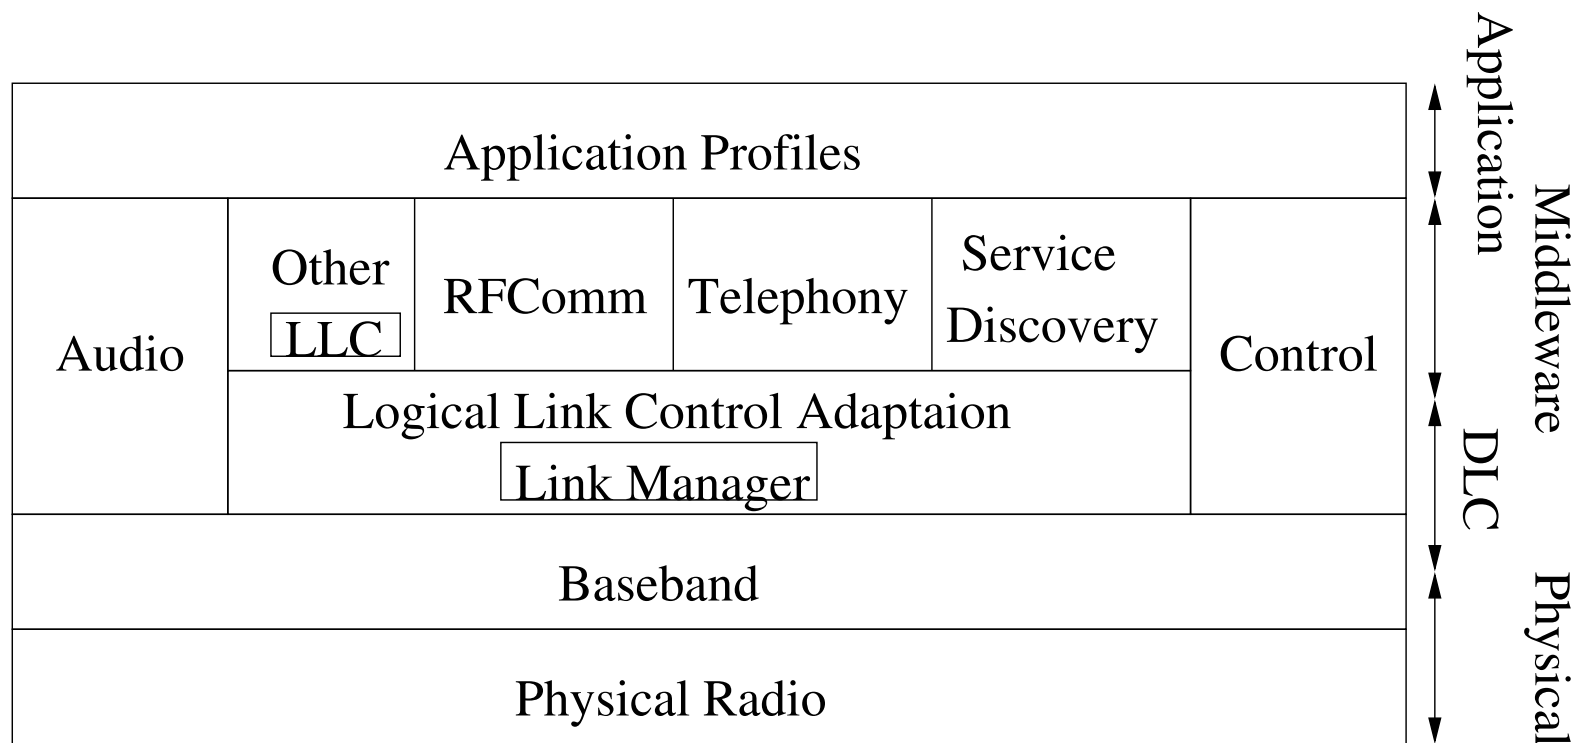 Application Profiles
Audio
Other
LLC
RFComm
Telephony
Service
Discovery
Control
Logical Link Control Adaptaion
Link Manager
Baseband
Physical Radio
Application
Middleware
DLC
Physical